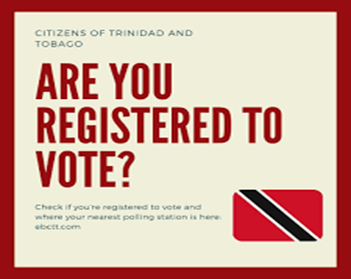 CITIZENS OF TRINIDAD AND
TOBAGO
ARE YOU
REGISTERED TO
VOTE?
Check if you're registered to vote and
where your nearest polling station is here:
ebctt.com